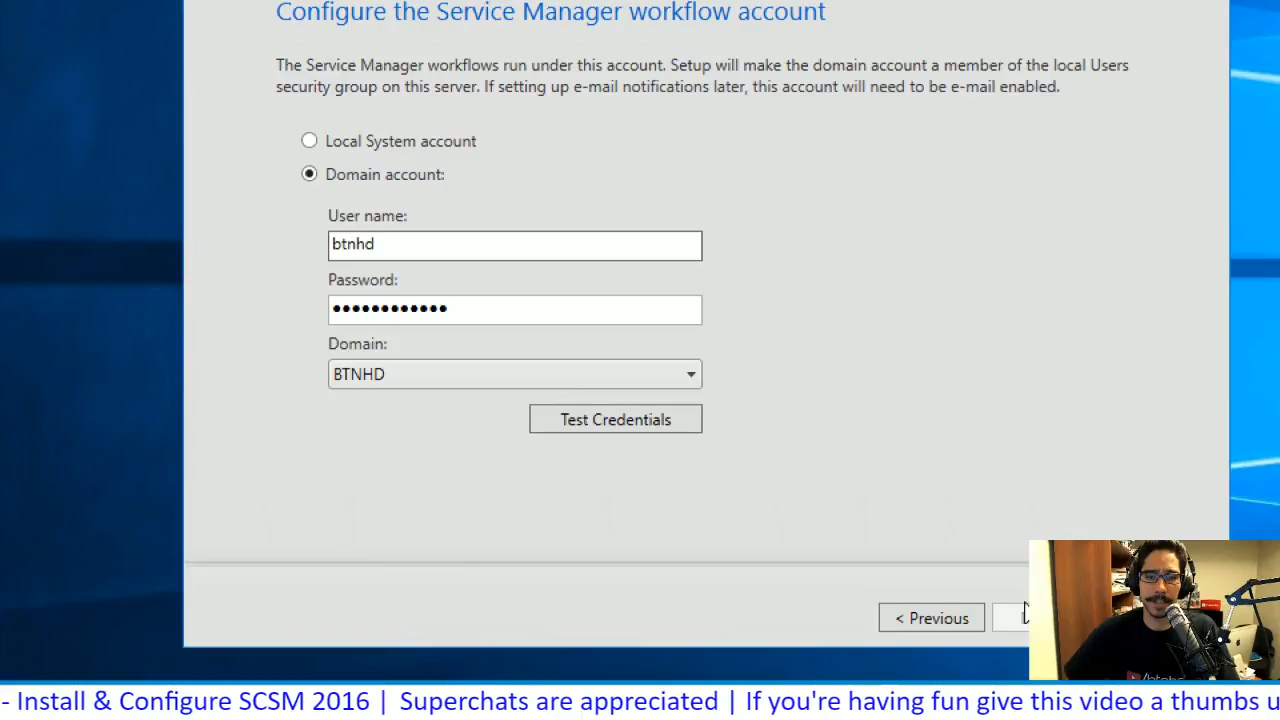 Configure the Service Manager workflow account
The Service Manager workflows run under this account. Setup will make the domain account a member of the local Users
security group on this server. If setting up e-mail notifications later, this account will need to be e-mail enabled.
Local System account
Domain account:
User name:
btnhd
Password:
●●●●●●●●●●●●
Domain:
BTNHD
Test Credentials
< Previous
- Install & Configure SCSM 2016 | Superchats are appreciated | If you're having fun give this video a thumbs u